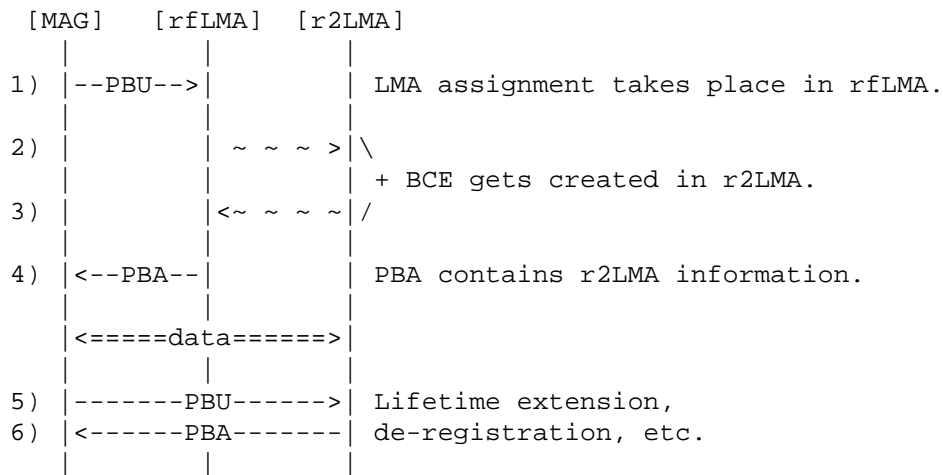 [MAG] [rfLMA] [r2LMA]
| | |
1) |--PBU-->| | LMA assignment takes place in rfLMA.
| | |
2) | | ~ ~ ~ >|\
| | | + BCE gets created in r2LMA.
3) | |<~ ~ ~ ~|/
| | |
4) |<--PBA--| | PBA contains r2LMA information.
| | |
|<=====data======>|
| | |
5) |-------PBU------>| Lifetime extension,
6) |<------PBA-------| de-registration, etc.
| | |